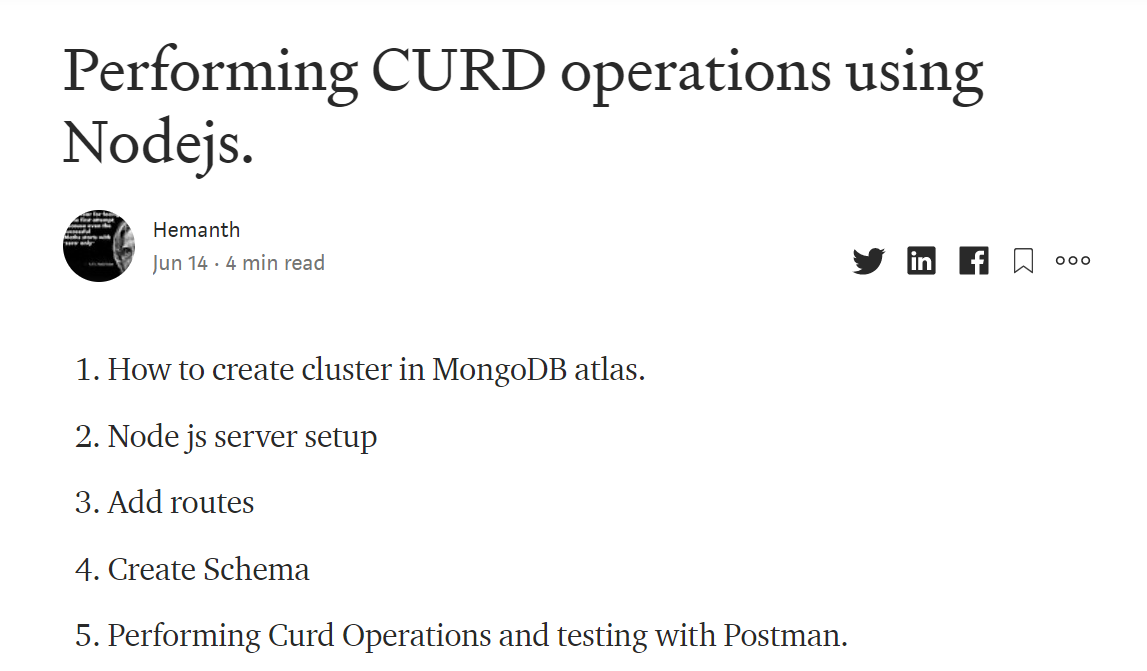 Performing CURD operations using
Nodejs.
Hemanth
Jun 14 · 4 min read
1. How to create cluster in MongoDB atlas.
2. Node js server setup
3. Add routes
4. Create Schema
5. Performing Curd Operations and testing with Postman.